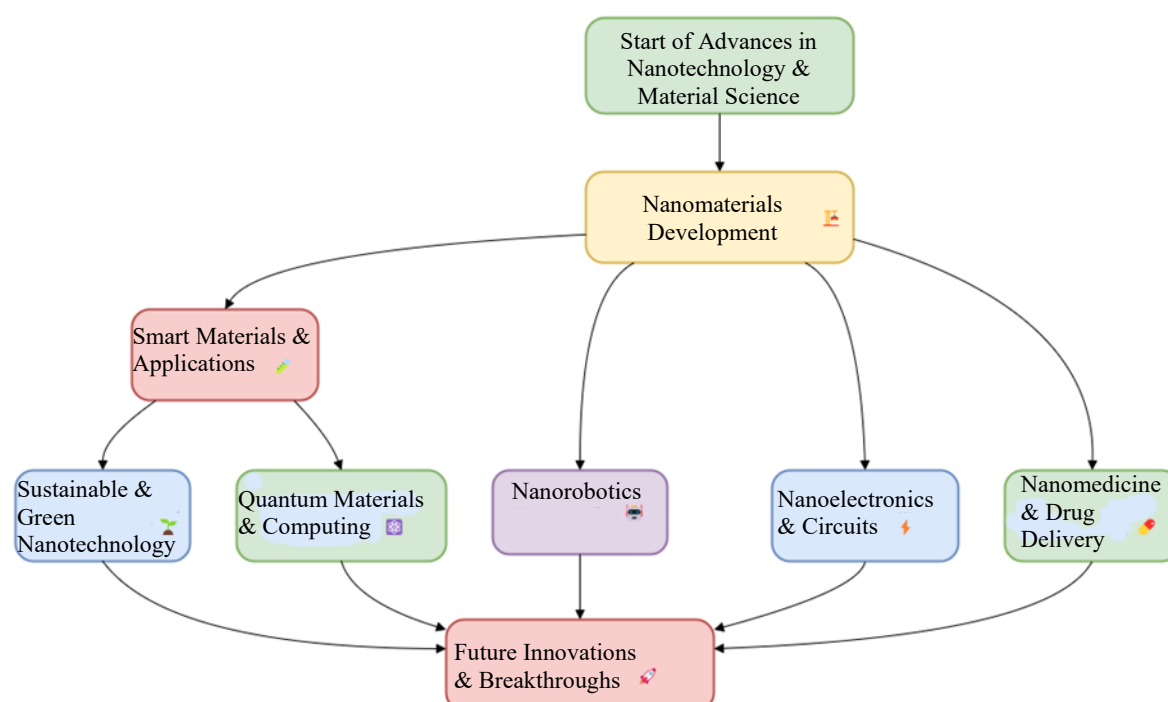 Start of Advances in
Nanotechnology &
Material Science
Nanomaterials
Development
Smart Materials &
Applications
Sustainable &
Green
Nanotechnology
Quantum Materials
& Computing
Nanorobotics
Nanoelectronics
& Circuits
Nanomedicine
& Drug
Delivery
Future Innovations
& Breakthroughs